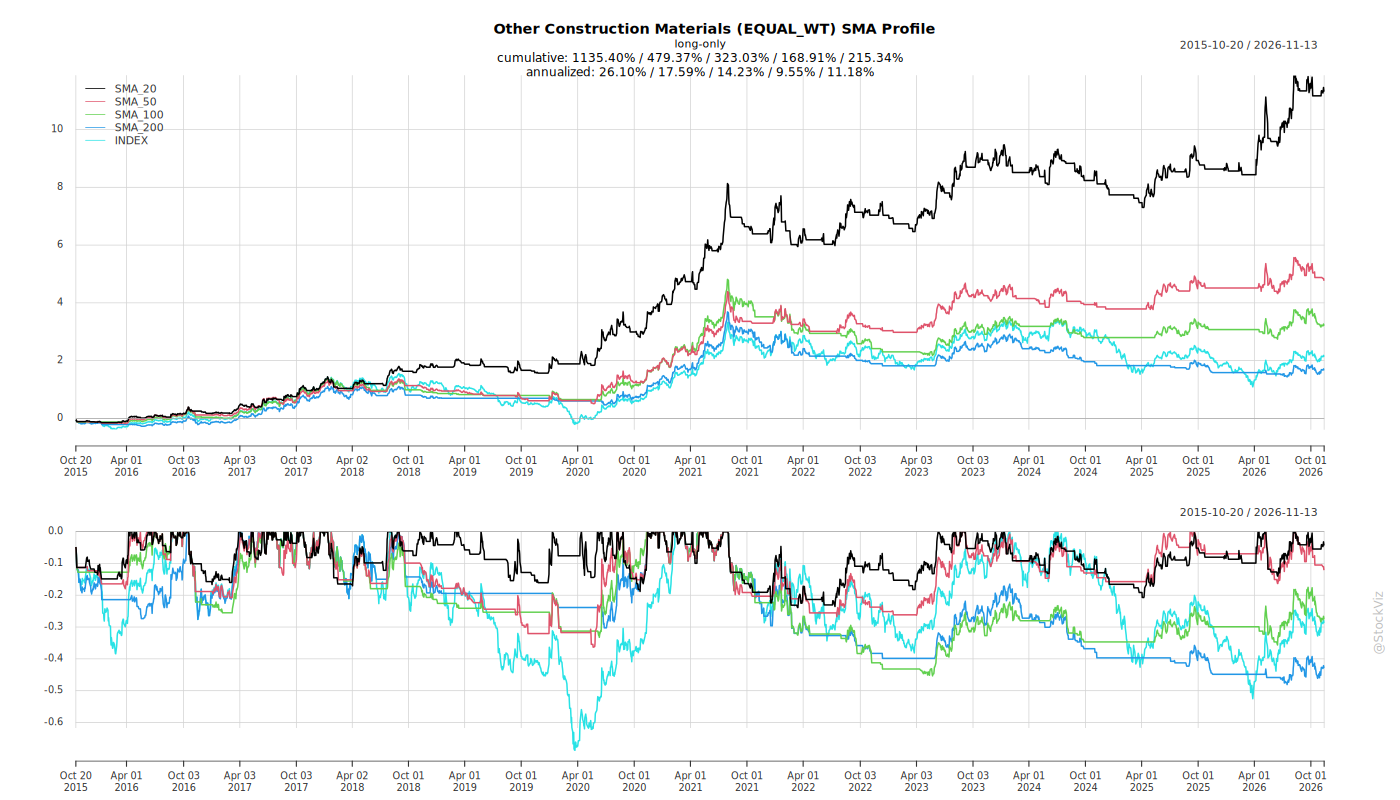 Other Construction Materials (EQUAL_WT) SMA Profile
long-only
cumulative: 1135.40% / 479.37% / 323.03% / 168.91% / 215.34%
annualized: 26.10% / 17.59% / 14.23% / 9.55% / 11.18%
2015-10-20 / 2026-11-13
SMA_20
SMA_50
SMA_100
SMA_200
INDEX
10
8
6
4
2
0
Oct 20 Apr 01 Oct 03 Apr 03 Oct 03 Apr 02 Oct 01 Apr 01 Oct 01 Apr 01 Oct 01 Apr 01 Oct 01 Apr 01 Oct 03 Apr 03 Oct 03 Apr 01 Oct 01 Apr 01 Oct 01 Apr 01 Oct 01
2015 2016 2016 2017 2017 2018 2018 2019 2019 2020 2020 2021 2021 2022 2022 2023 2023 2024 2024 2025 2025 2026 2026
2015-10-20 / 2026-11-13
0.0
-0.1
-0.2
-0.3
-0.4
-0.5
-0.6
Oct 20 Apr 01 Oct 03 Apr 03 Oct 03 Apr 02 Oct 01 Apr 01 Oct 01 Apr 01 Oct 01 Apr 01 Oct 01 Apr 01 Oct 03 Apr 03 Oct 03 Apr 01 Oct 01 Apr 01 Oct 01 Apr 01 Oct 01
2015 2016 2016 2017 2017 2018 2018 2019 2019 2020 2020 2021 2021 2022 2022 2023 2023 2024 2024 2025 2025 2026 2026
@StockViz